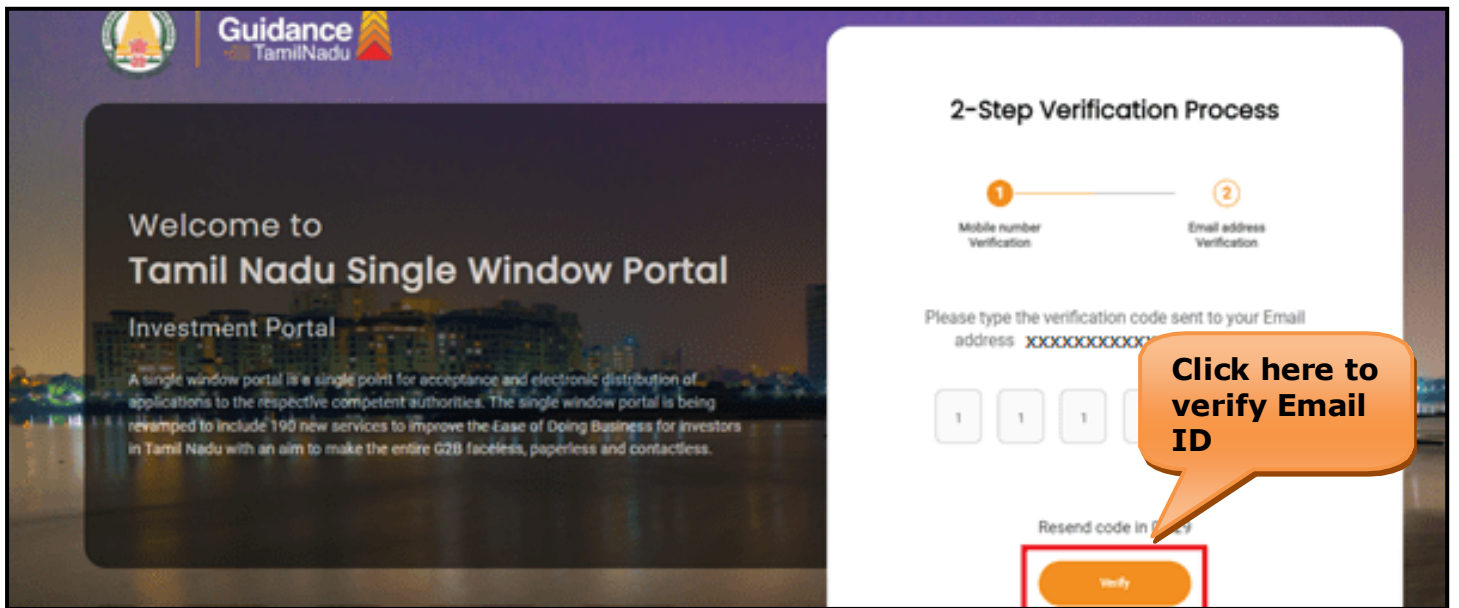 Guidance
TamilNadu
Welcome to
Tamil Nadu Single Window Portal
Investment Portal
A single window portal is a single point for acceptance and electronic distribution of
applications to the respective competent authorities. The single window portal is being
revamped to include 190 new services to improve the Ease of Doing Business for investors
in Tamil Nadu with an aim to make the entire G2B faceless, paperless and contactless.
2-Step Verification Process
1
2
Mobile number
Verification
Email address
Verification
Please type the verification code sent to your Email
address XXXXXXXXXXX
1 1 1
Click here to
verify Email
ID
Resend code in
Verify